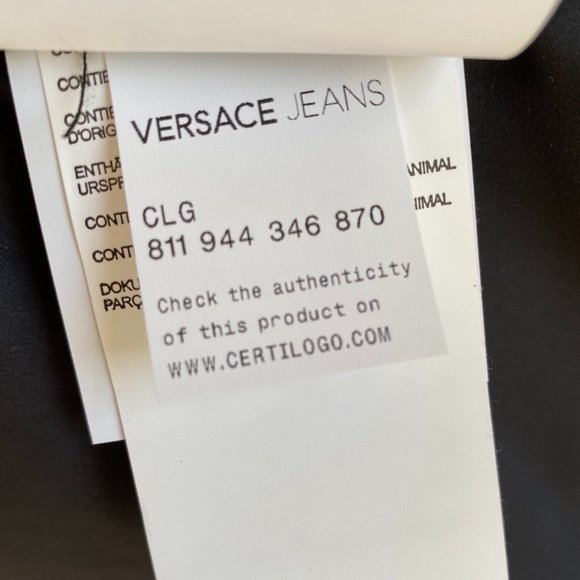 VERSACE JEANS
CLG
811 944 346 870
Check the authenticity
of this product on
WWW.CERTILOGO.COM
CONTIE
CONTIE
D'ORIG
ENTHÄ
URSPR
CONTI
CONT
DOKU
PARÇ
ANIMAL
IMAL